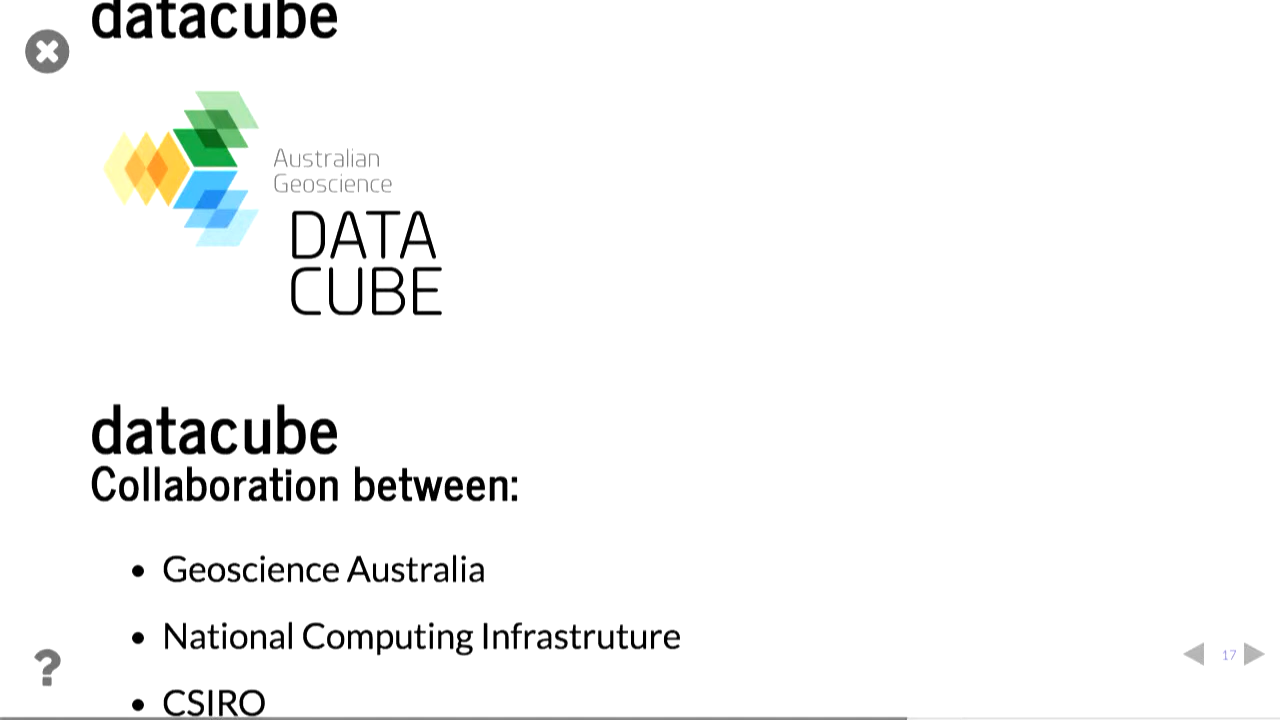 datacube
Australian
Geoscience
DATA
CUBE
datacube
Collaboration between:
• Geoscience Australia
• National Computing Infrastruture
• CSIRO
?
17